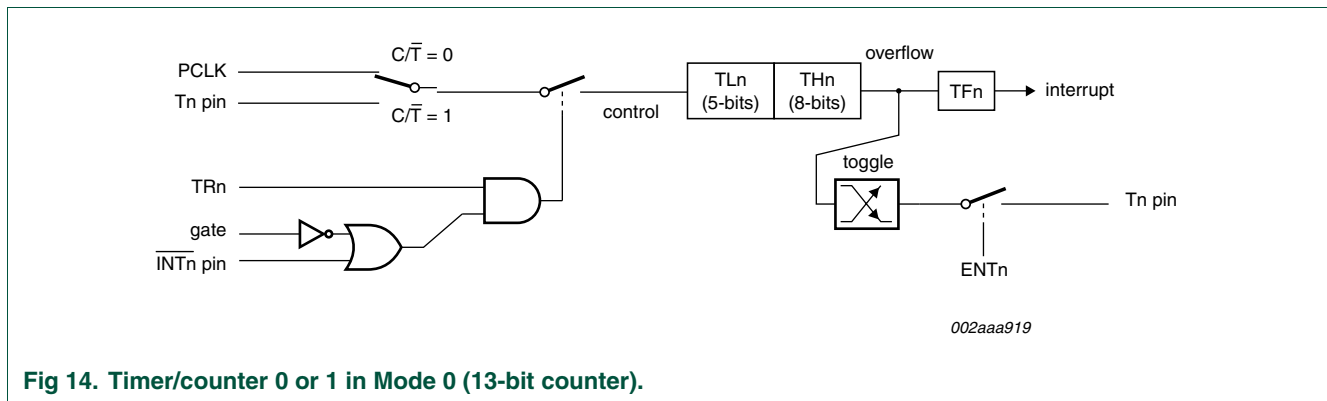 C/T̅ = 0
overflow
PCLK
TLn
(5-bits)
THn
(8-bits)
TFn
interrupt
Tn pin
C/T̅ = 1
control
toggle
TRn
Tn pin
gate
I̅N̅T̅n̅ pin
ENTn
002aaa919
Fig 14. Timer/counter 0 or 1 in Mode 0 (13-bit counter).